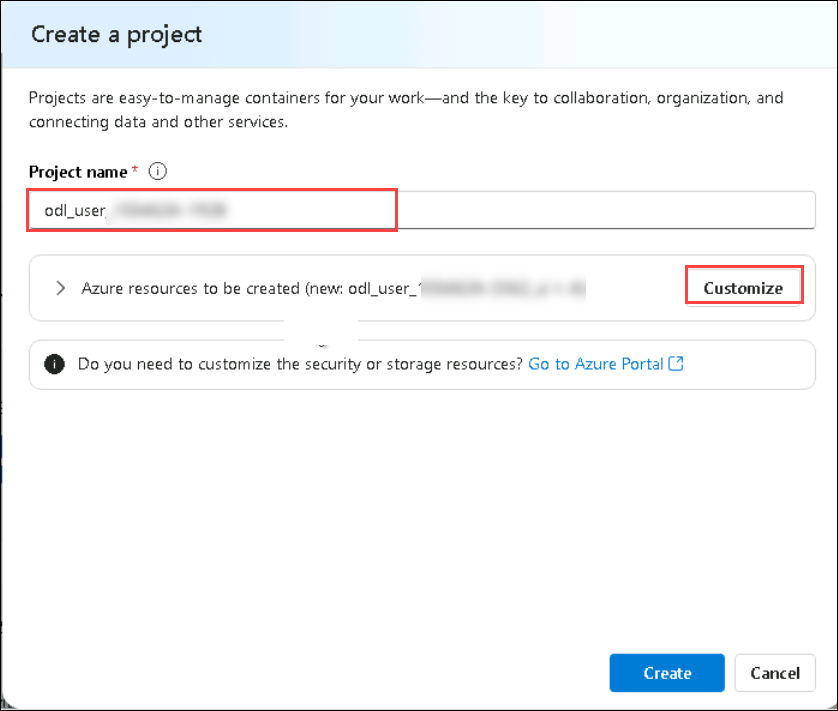 Create a project
Projects are easy-to-manage containers for your work—and the key to collaboration, organization, and
connecting data and other services.
Project name *
odl_user_
Azure resources to be created (new: odl_user_
Customize
Do you need to customize the security or storage resources? Go to Azure Portal
Create
Cancel